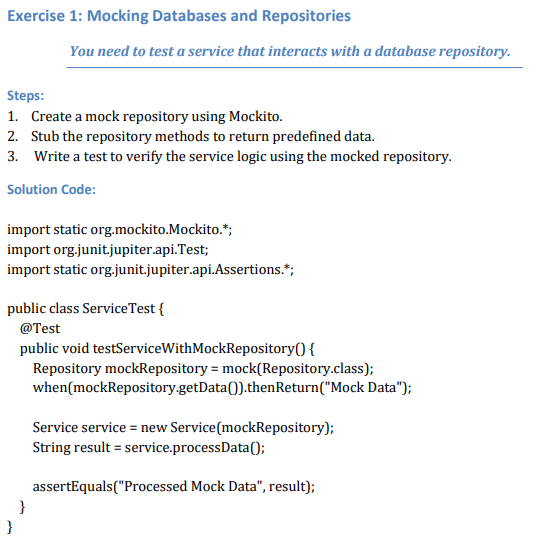 Exercise 1: Mocking Databases and Repositories
You need to test a service that interacts with a database repository.
Steps:
1. Create a mock repository using Mockito.
2. Stub the repository methods to return predefined data.
3. Write a test to verify the service logic using the mocked repository.
Solution Code:
import static org.mockito.Mockito.*;
import org.junit.jupiter.api.Test;
import static org.junit.jupiter.api.Assertions.*;
public class ServiceTest {
@Test
public void testServiceWithMockRepository() {
Repository mockRepository = mock(Repository.class);
when(mockRepository.getData()).thenReturn("Mock Data");
Service service = new Service(mockRepository);
String result = service.processData();
assertEquals("Processed Mock Data", result);
}
}